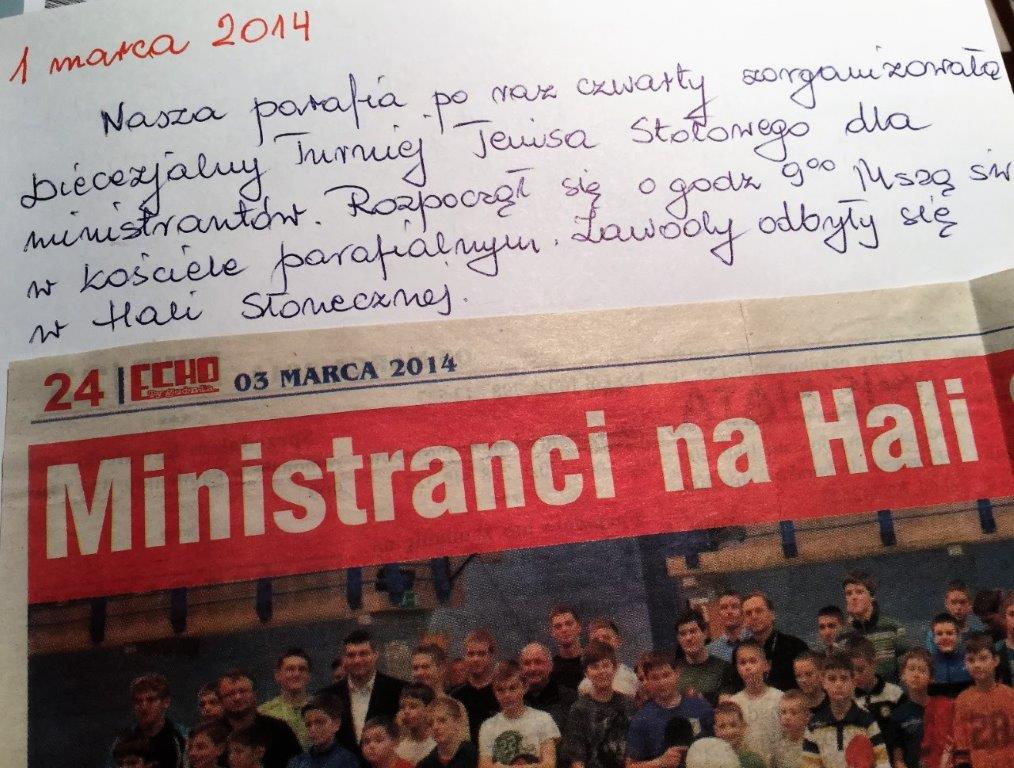 1 marca 2014
Nasza parafia po raz czwarty zorganizowała
Diecezjalny Turniej Tenisa Stołowego dla
ministrantów. Rozpoczął się o godz 9⁰⁰ Mszą św
w kościele parafialnym. Zawody odbyły się
w Hali Słonecznej.
24 | ECHO 03 MARCA 2014
Ministranci na Hali